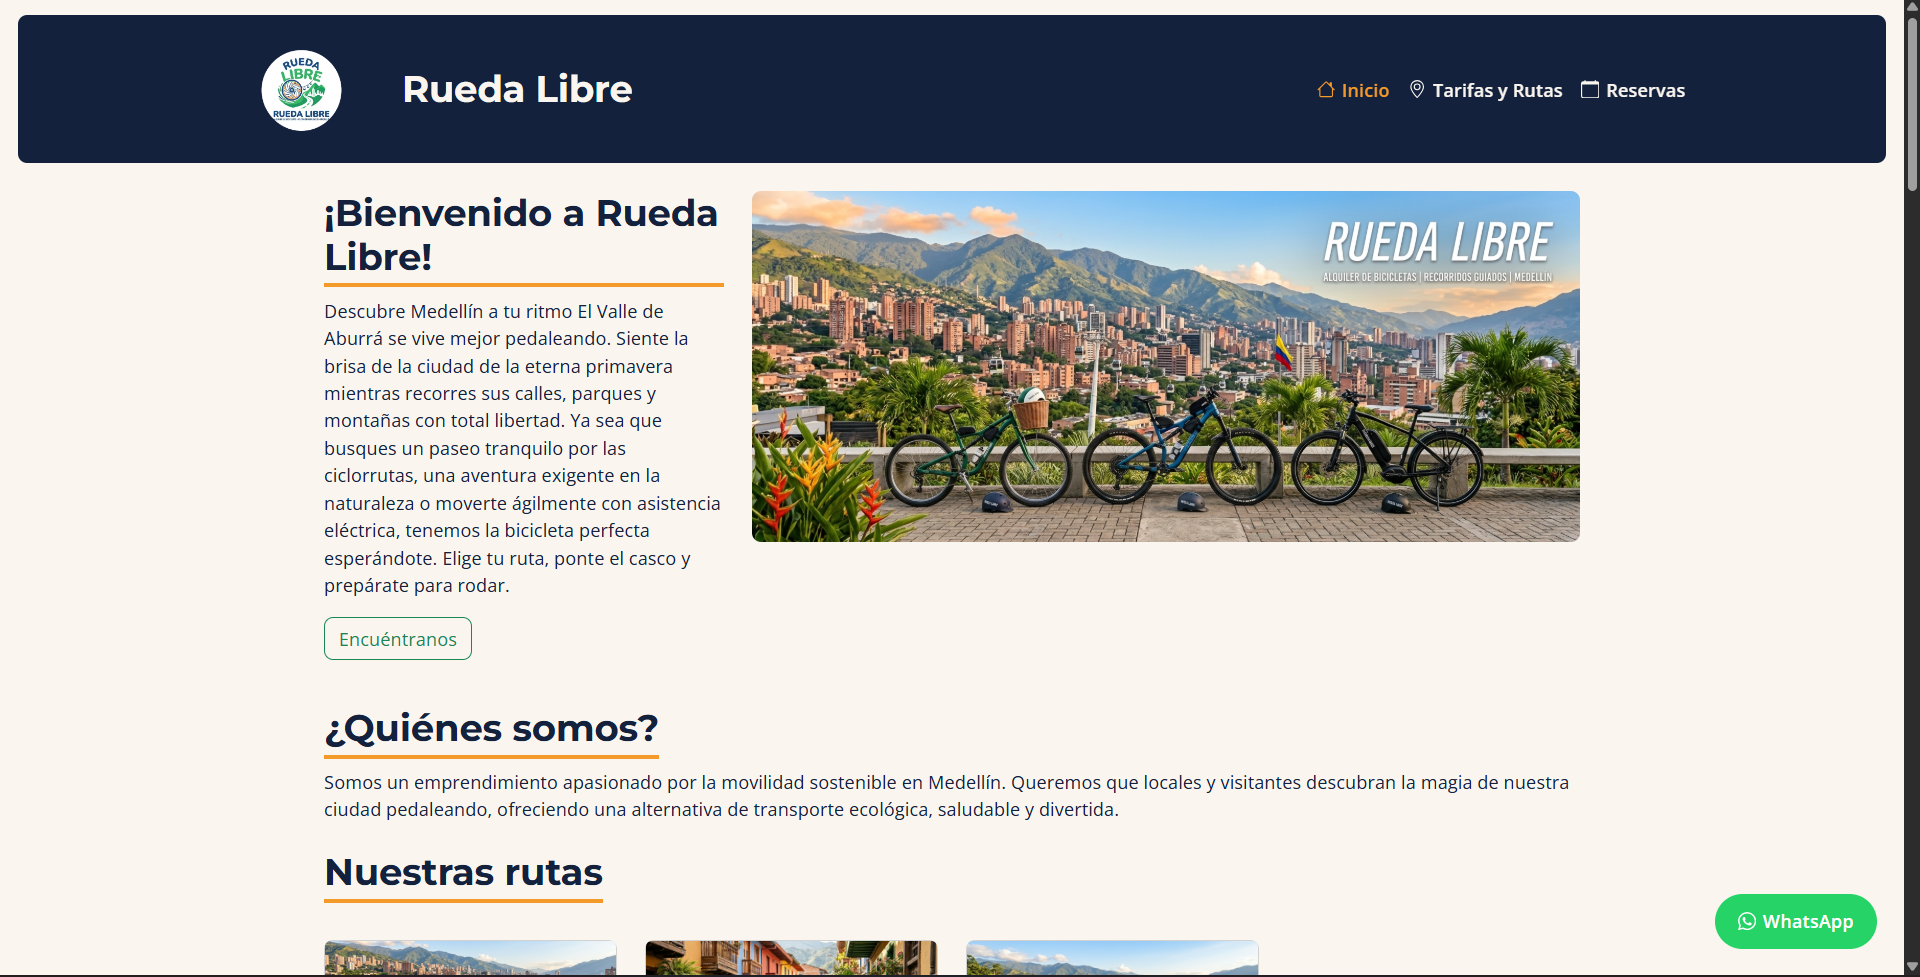 RUEDA
LIBRE
RUEDA LIBRE
Rueda Libre
Inicio
Tarifas y Rutas
Reservas
¡Bienvenido a Rueda
Libre!
Descubre Medellín a tu ritmo El Valle de
Aburrá se vive mejor pedaleando. Siente la
brisa de la ciudad de la eterna primavera
mientras recorres sus calles, parques y
montañas con total libertad. Ya sea que
busques un paseo tranquilo por las
ciclorrutas, una aventura exigente en la
naturaleza o moverte ágilmente con asistencia
eléctrica, tenemos la bicicleta perfecta
esperándote. Elige tu ruta, ponte el casco y
prepárate para rodar.
Encuéntranos
RUEDA LIBRE
ALQUILER DE BICICLETAS | RECORRIDOS GUIADOS | MEDELLIN
¿Quiénes somos?
Somos un emprendimiento apasionado por la movilidad sostenible en Medellín. Queremos que locales y visitantes descubran la magia de nuestra
ciudad pedaleando, ofreciendo una alternativa de transporte ecológica, saludable y divertida.
Nuestras rutas
WhatsApp